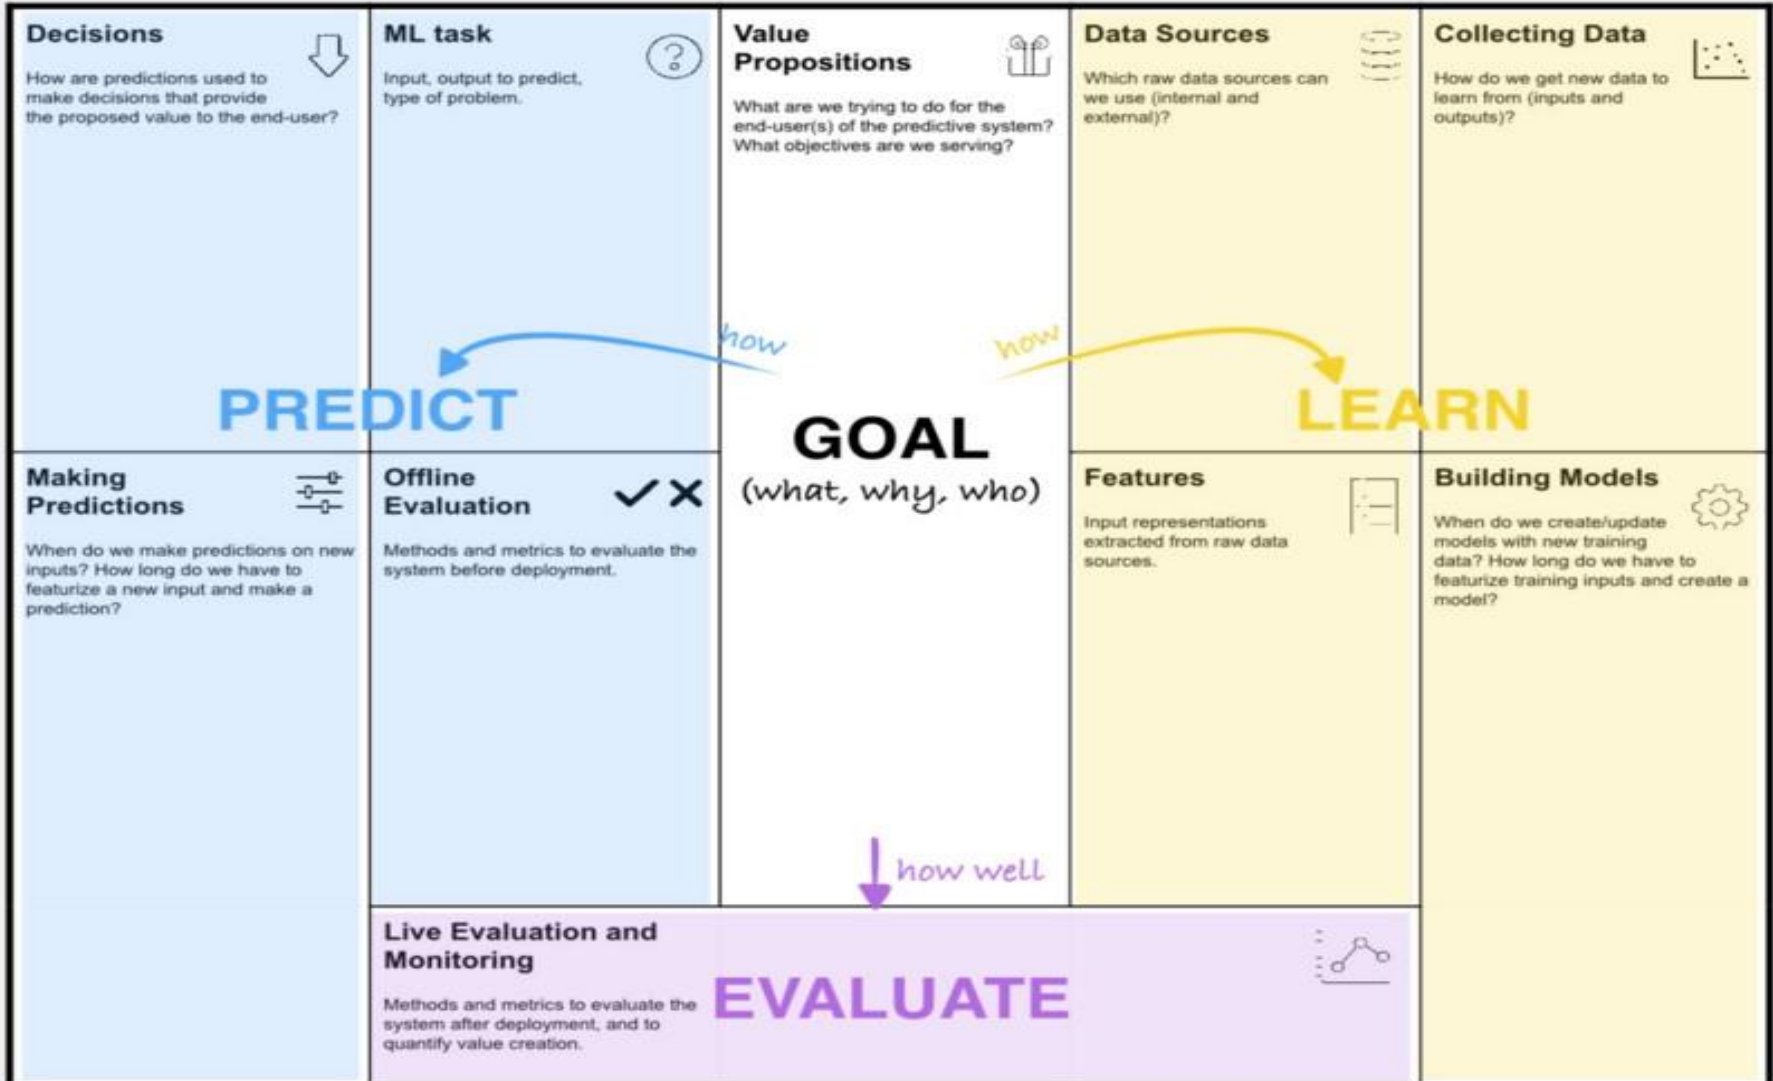 Decisions
How are predictions used to
make decisions that provide
the proposed value to the end-user?
ML task
Input, output to predict,
type of problem.
Value
Propositions
What are we trying to do for the
end-user(s) of the predictive system?
What objectives are we serving?
Data Sources
Which raw data sources can
we use (internal and
external)?
Collecting Data
How do we get new data to
learn from (inputs and
outputs)?
how
how
PREDICT
GOAL
(what, why, who)
LEARN
Making
Predictions
When do we make predictions on new
inputs? How long do we have to
featurize a new input and make a
prediction?
Offline
Evaluation
Methods and metrics to evaluate the
system before deployment.
Features
Input representations
extracted from raw data
sources.
Building Models
When do we create/update
models with new training
data? How long do we have to
featurize training inputs and create a
model?
how well
Live Evaluation and
Monitoring
Methods and metrics to evaluate the
system after deployment, and to
quantify value creation.
EVALUATE